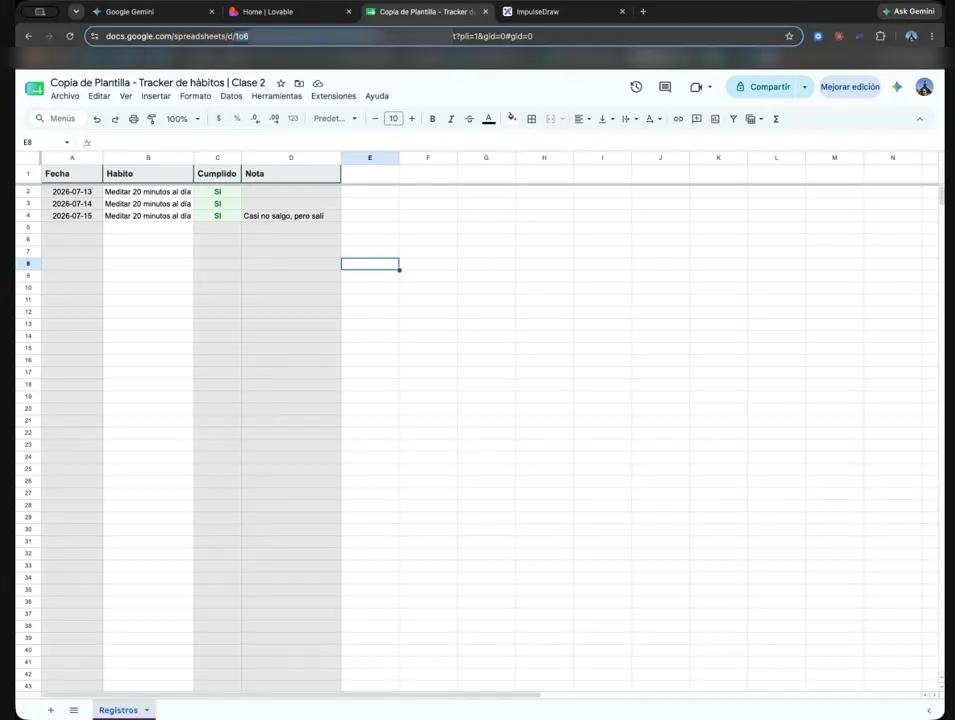 Google Gemini
Home | Lovable
Copia de Plantilla - Tracker d
ImpulseDraw
Ask Gemini
docs.google.com/spreadsheets/d/1o6 t?pli=1&gid=0#gid=0
Copia de Plantilla - Tracker de hábitos | Clase 2
Archivo Editar Ver Insertar Formato Datos Herramientas Extensiones Ayuda
Compartir
Mejorar edición
Menús 100% $ % .0 .00 123 Predet... 10 B I S A
E8 fx
A B C D E F G H I J K L M N
1 Fecha Habito Cumplido Nota
2 2026-07-13 Meditar 20 minutos al día SI
3 2026-07-14 Meditar 20 minutos al día SI
4 2026-07-15 Meditar 20 minutos al día SI Casi no salgo, pero salí
5
6
7
8
9
10
11
12
13
14
15
16
17
18
19
20
21
22
23
24
25
26
27
28
29
30
31
32
33
34
35
36
37
38
39
40
41
42
43
Registros